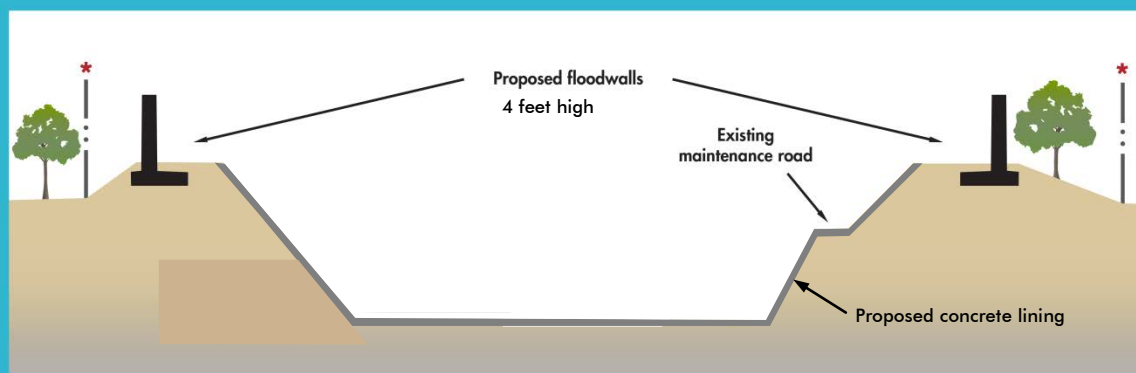 *
*
Proposed floodwalls
4 feet high
Existing
maintenance road
Proposed concrete lining